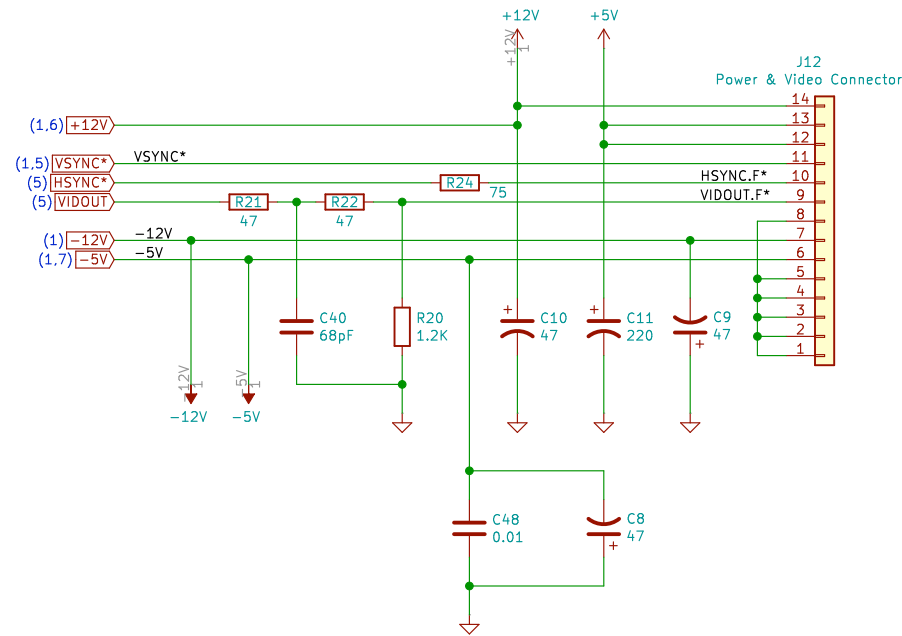 +12V
+5V
+12V
1
J12
Power & Video Connector
14
(1,6) +12V
13
12
(1,5) VSYNC*
VSYNC*
11
(5) HSYNC*
R24
75
HSYNC.F*
10
(5) VIDOUT
R21
47
R22
47
VIDOUT.F*
9
8
(1) -12V
-12V
7
(1,7) -5V
-5V
6
5
4
3
2
1
C40
68pF
R20
1.2K
C10
47
C11
220
C9
47
+
+
+
-12V
1
-5V
1
-12V
-5V
C48
0.01
C8
47
+